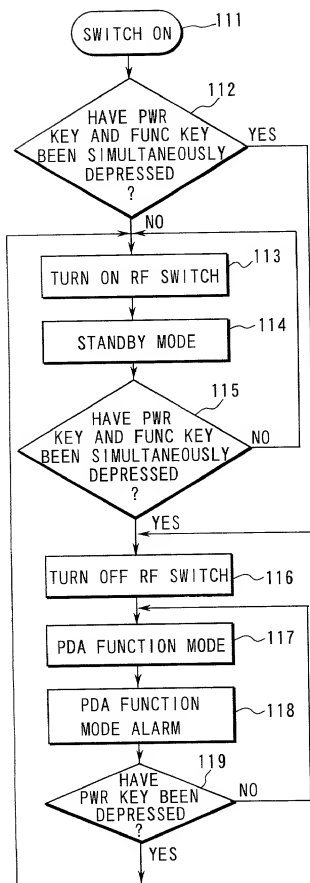 SWITCH ON
111
112
HAVE PWR
KEY AND FUNC KEY
BEEN SIMULTANEOUSLY
DEPRESSED
?
YES
NO
TURN ON RF SWITCH
113
STANDBY MODE
114
115
HAVE PWR
KEY AND FUNC KEY
BEEN SIMULTANEOUSLY
DEPRESSED
?
NO
YES
TURN OFF RF SWITCH
116
PDA FUNCTION MODE
117
PDA FUNCTION
MODE ALARM
118
119
HAVE
PWR KEY BEEN
DEPRESSED
?
NO
YES